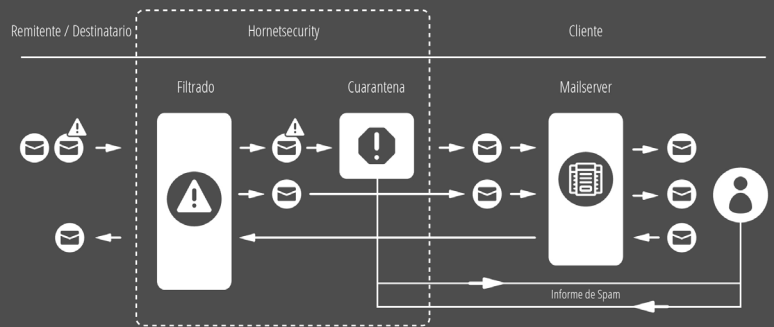 Remitente / Destinatario
Hornetsecurity
Cliente
Filtrado
Cuarantena
Mailserver
Informe de Spam